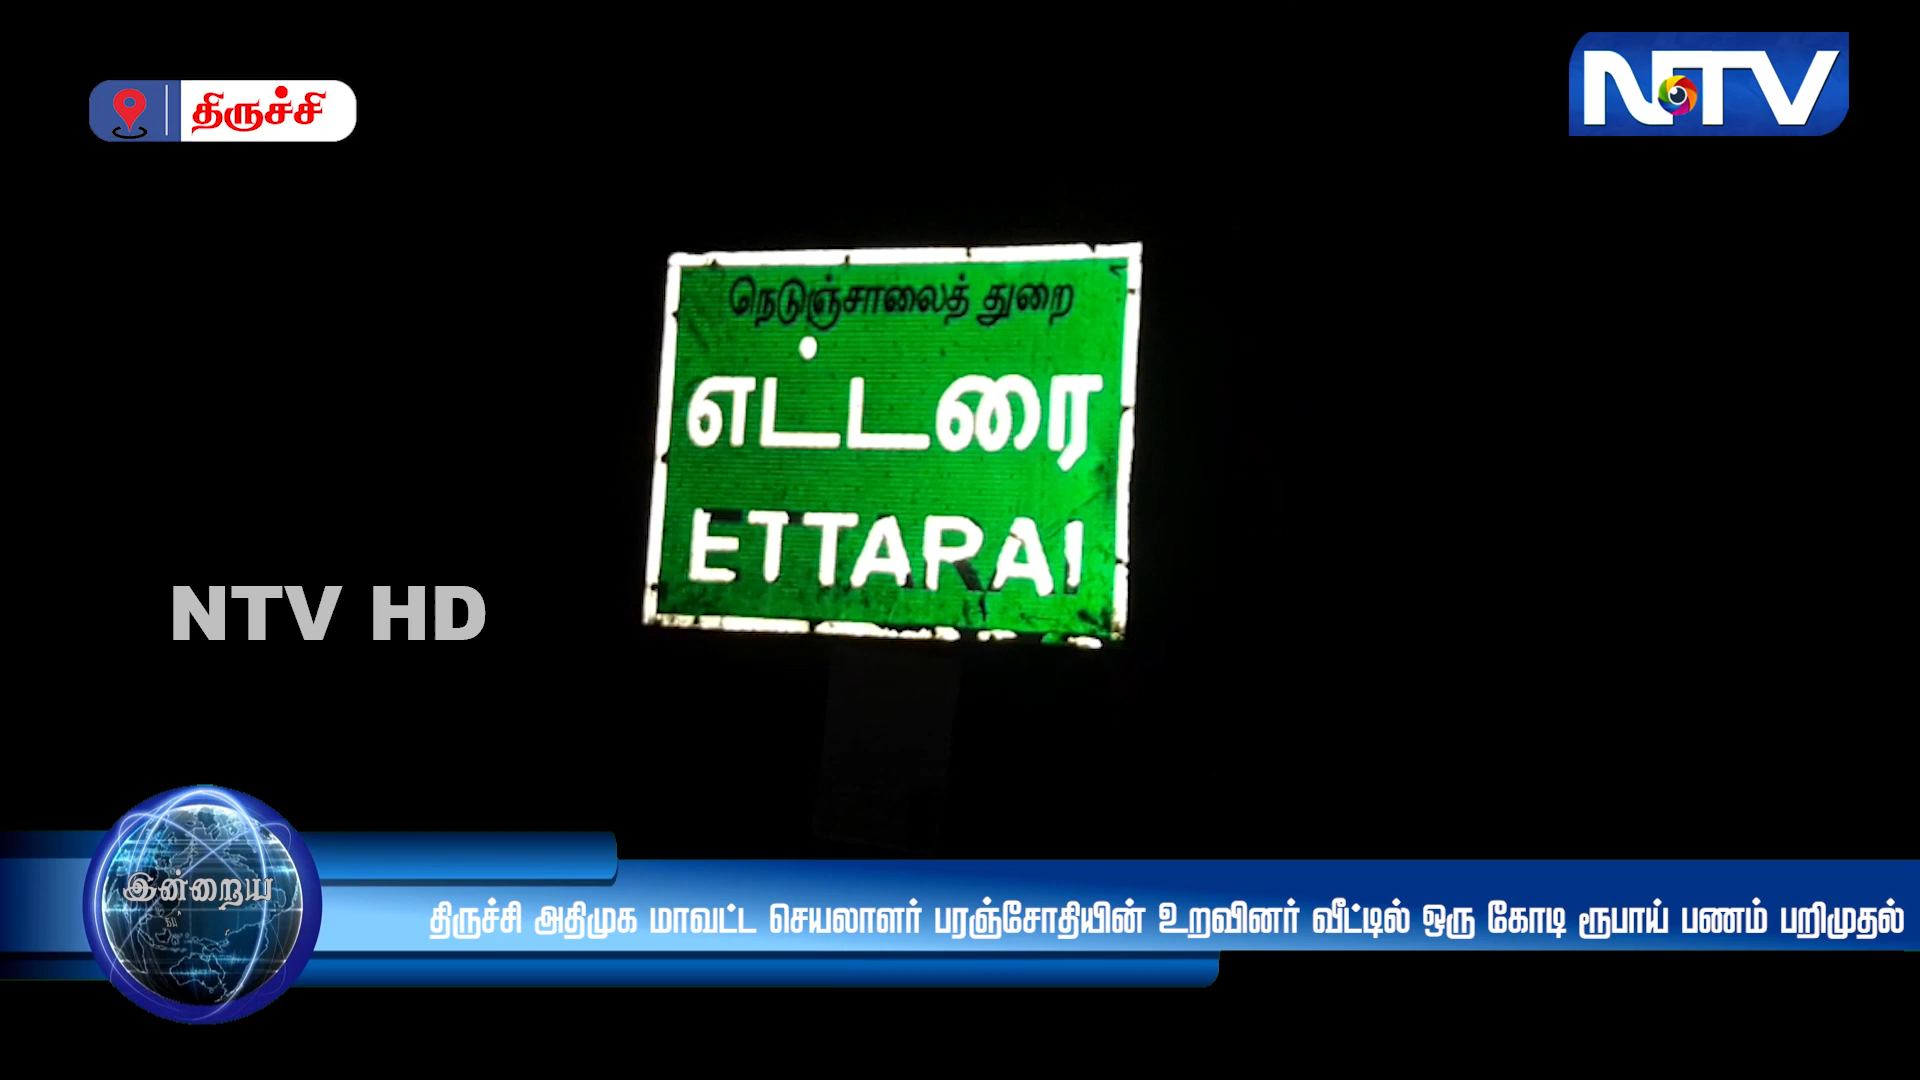 திருச்சி
NTV
நெடுஞ்சாலைத் துறை
எட்டரை
ETTARAI
NTV HD
இன்றைய
திருச்சி அதிமுக மாவட்ட செயலாளர் பரஞ்சோதியின் உறவினர் வீட்டில் ஒரு கோடி ரூபாய் பணம் பறிமுதல்